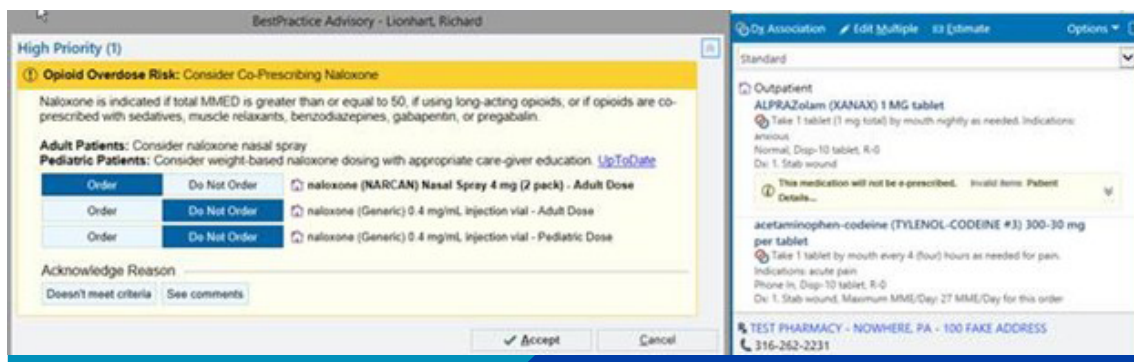 BestPractice Advisory - Lionhart, Richard
High Priority (1)
Opioid Overdose Risk: Consider Co-Prescribing Naloxone
Naloxone is indicated if total MMED is greater than or equal to 50, if using long-acting opioids, or if opioids are co-
prescribed with sedatives, muscle relaxants, benzodiazepines, gabapentin, or pregabalin.
Adult Patients: Consider naloxone nasal spray
Pediatric Patients: Consider weight-based naloxone dosing with appropriate care-giver education. UpToDate
Order Do Not Order naloxone (NARCAN) Nasal Spray 4 mg (2 pack) - Adult Dose
Order Do Not Order naloxone (Generic) 0.4 mg/mL injection vial - Adult Dose
Order Do Not Order naloxone (Generic) 0.4 mg/mL injection vial - Pediatric Dose
Acknowledge Reason
Doesn't meet criteria See comments
Accept Cancel
Dx Association Edit Multiple Estimate Options
Standard
Outpatient
ALPRAZolam (XANAX) 1 MG tablet
Take 1 tablet (1 mg total) by mouth nightly as needed. Indications:
anxious
Normal, Disp-10 tablet, R-0
Dx: 1. Stab wound
This medication will not be e-prescribed. Invalid items: Patient
Details...
acetaminophen-codeine (TYLENOL-CODEINE #3) 300-30 mg
per tablet
Take 1 tablet by mouth every 4 (four) hours as needed for pain.
Indications: acute pain
Phone In, Disp-10 tablet, R-0
Dx: 1. Stab wound, Maximum MME/Day: 27 MME/Day for this order
TEST PHARMACY - NOWHERE, PA - 100 FAKE ADDRESS
316-262-2231